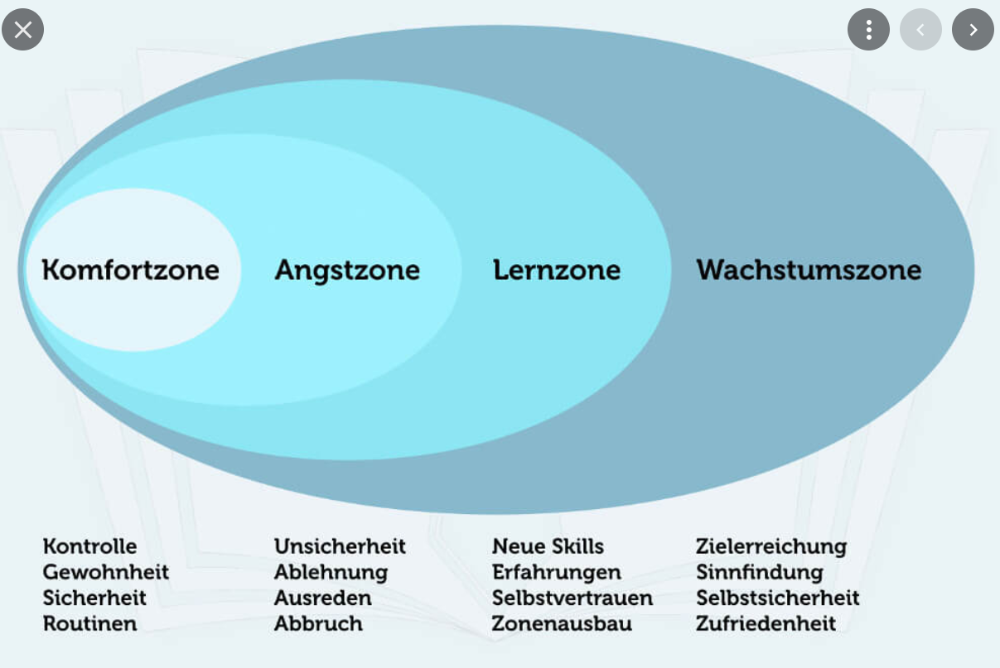 Komfortzone Angstzone Lernzone Wachstumszone
Kontrolle
Gewohnheit
Sicherheit
Routinen
Unsicherheit
Ablehnung
Ausreden
Abbruch
Neue Skills
Erfahrungen
Selbstvertrauen
Zonenausbau
Zielerreichung
Sinnfindung
Selbstsicherheit
Zufriedenheit